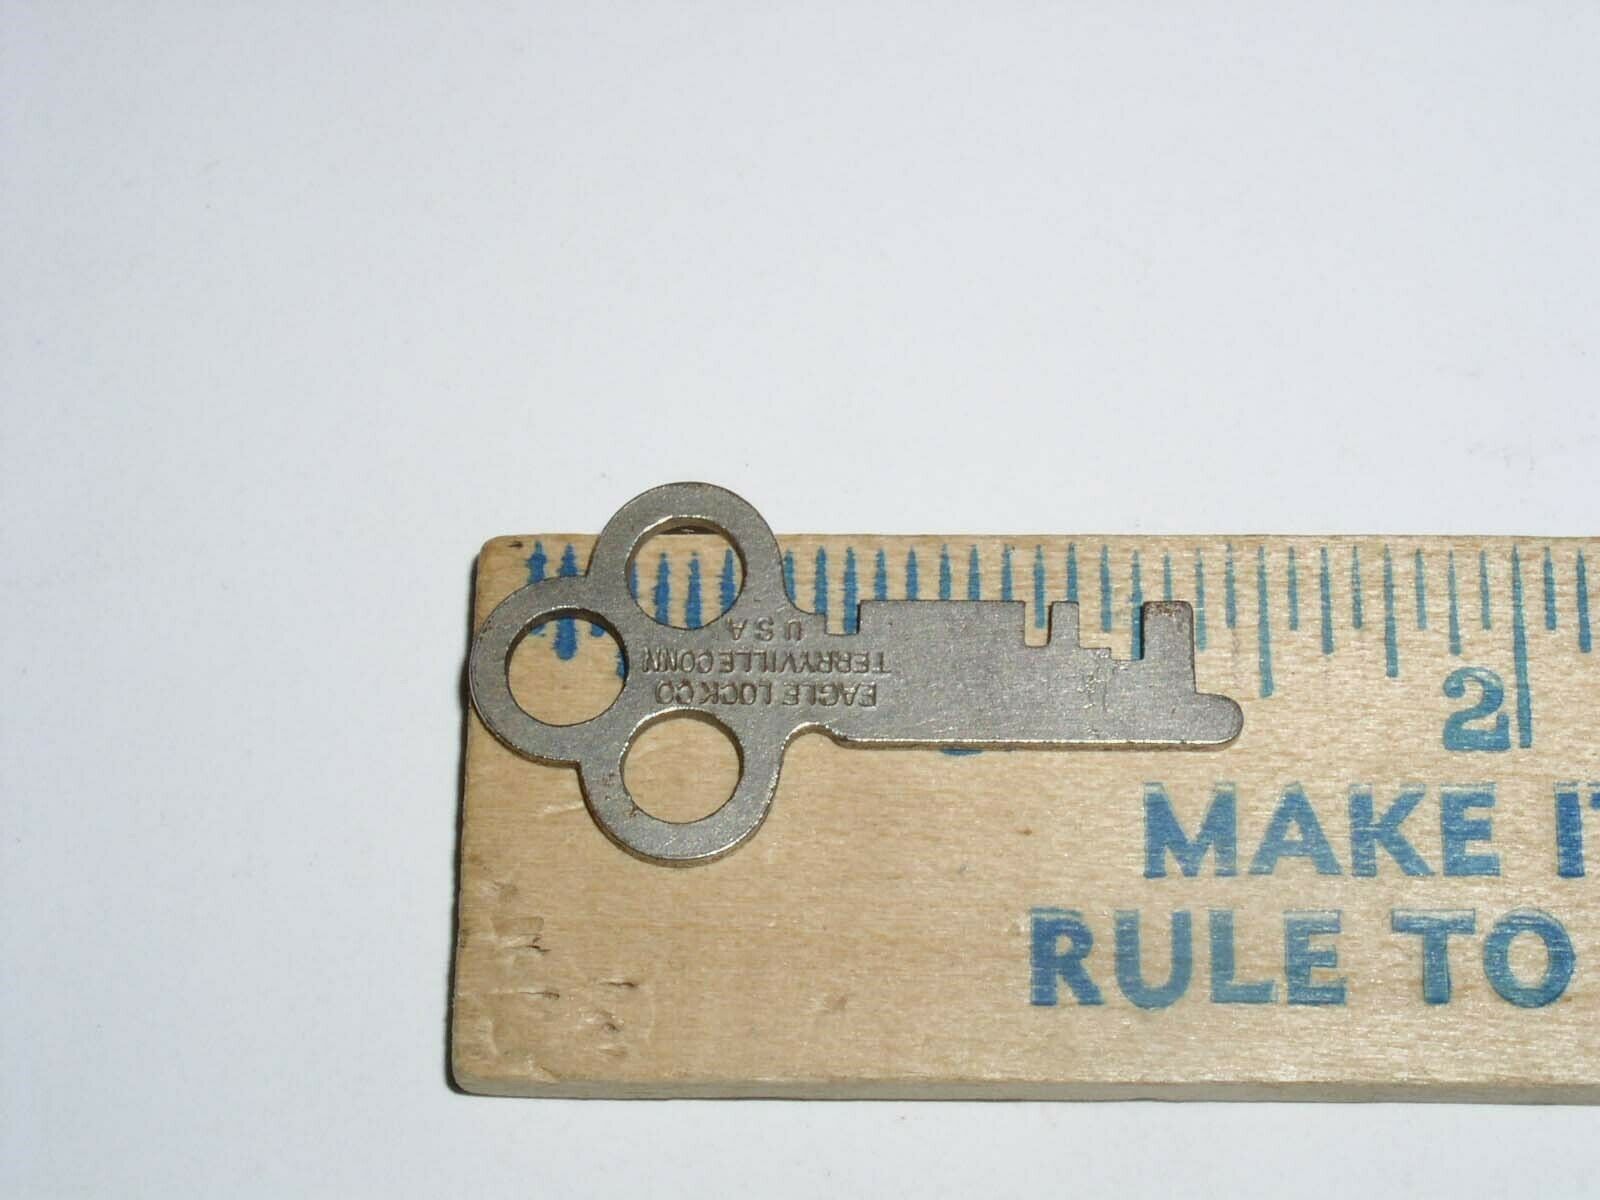 EAGLE LOCK CO
TERRYVILLE CONN
U S A
2
MAKE IT
RULE TO